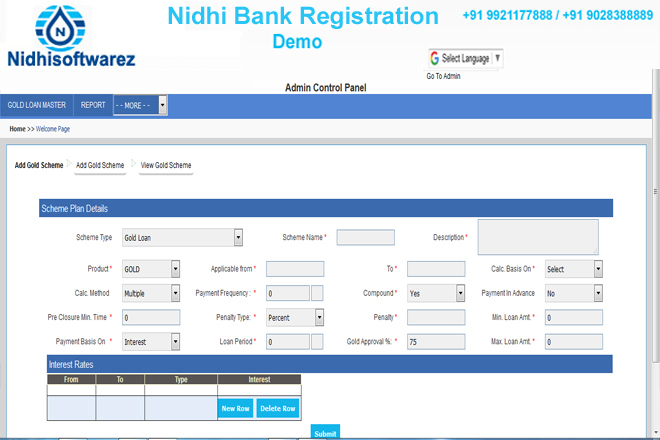 Nidhi Bank Registration
+91 9921177888 / +91 9028388889
Demo
N
Nidhisoftwarez
G Select Language ▼
Go To Admin
Admin Control Panel
GOLD LOAN MASTER REPORT - - MORE - -
Home >> Welcome Page
Add Gold Scheme Add Gold Scheme View Gold Scheme
Scheme Plan Details
Scheme Type Gold Loan Scheme Name * Description *
Product * GOLD Applicable from * To * Calc. Basis On * Select
Calc. Method Multiple Payment Frequency : * 0 Compound * Yes Payment In Advance No
Pre Closure Min. Time * 0 Penalty Type: * Percent Penalty * Min. Loan Amt. * 0
Payment Basis On * Interest Loan Period * 0 Gold Approval %. * 75 Max. Loan Amt. * 0
Interest Rates
From To Type Interest
New Row Delete Row
Submit